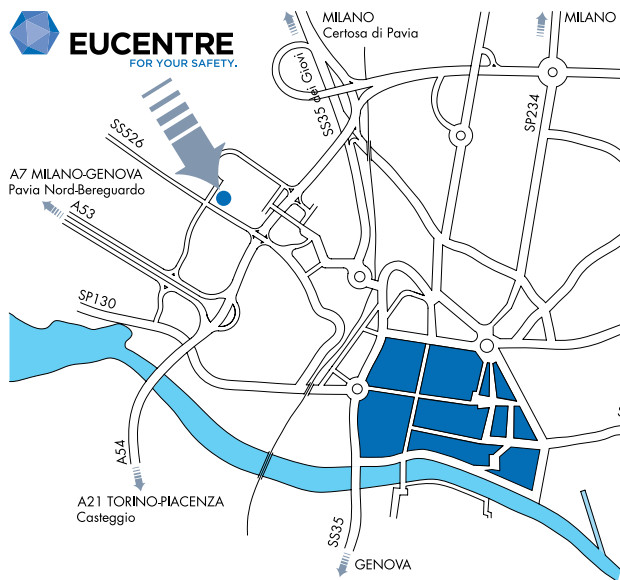 EUCENTRE
FOR YOUR SAFETY.
MILANO
Certosa di Pavia
MILANO
SS35 dei Giovi
SP234
SS526
A7 MILANO-GENOVA
Pavia Nord-Bereguardo
A53
SP130
A54
A21 TORINO-PIACENZA
Casteggio
SS35
GENOVA